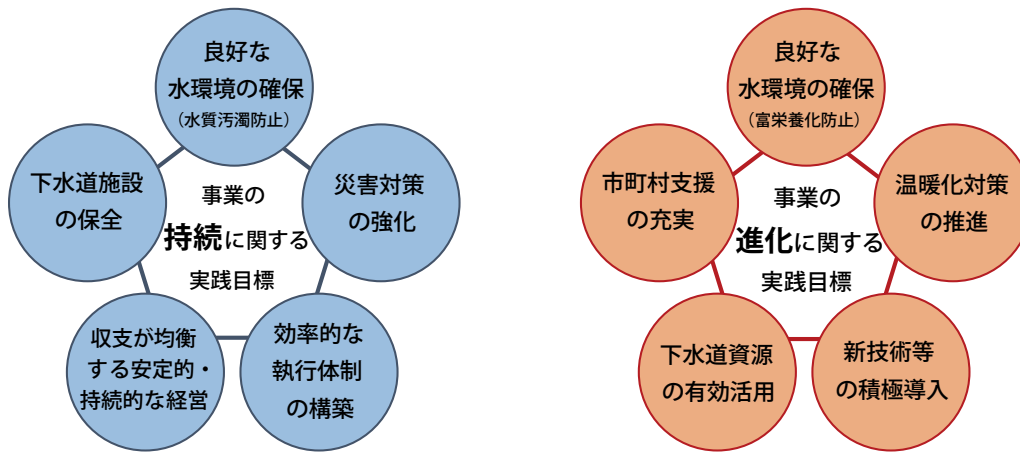 良好な
水環境の確保
（水質汚濁防止）
下水道施設
の保全
災害対策
の強化
事業の
持続に関する
実践目標
収支が均衡
する安定的・
持続的な経営
効率的な
執行体制
の構築
良好な
水環境の確保
（富栄養化防止）
市町村支援
の充実
温暖化対策
の推進
事業の
進化に関する
実践目標
下水道資源
の有効活用
新技術等
の積極導入